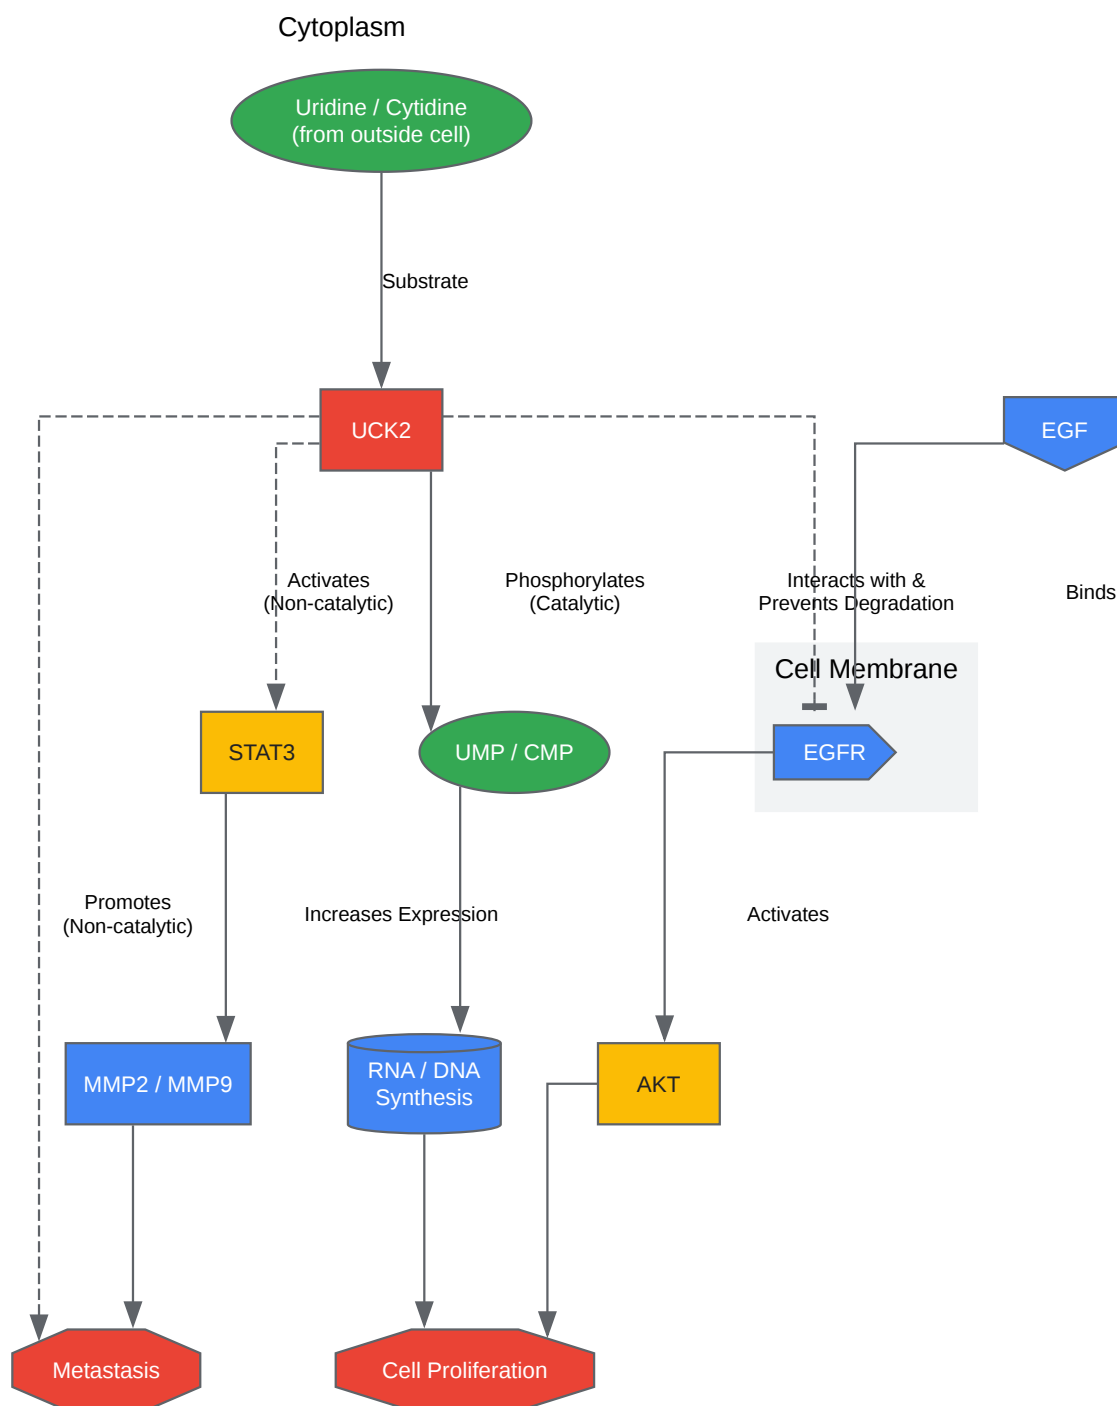 Cytoplasm
Uridine / Cytidine
(from outside cell)
Substrate
UCK2
EGF
Activates
(Non-catalytic)
Phosphorylates
(Catalytic)
Interacts with &
Prevents Degradation
Binds
Cell Membrane
STAT3
UMP / CMP
EGFR
Promotes
(Non-catalytic)
Increases Expression
Activates
MMP2 / MMP9
RNA / DNA
Synthesis
AKT
Metastasis
Cell Proliferation